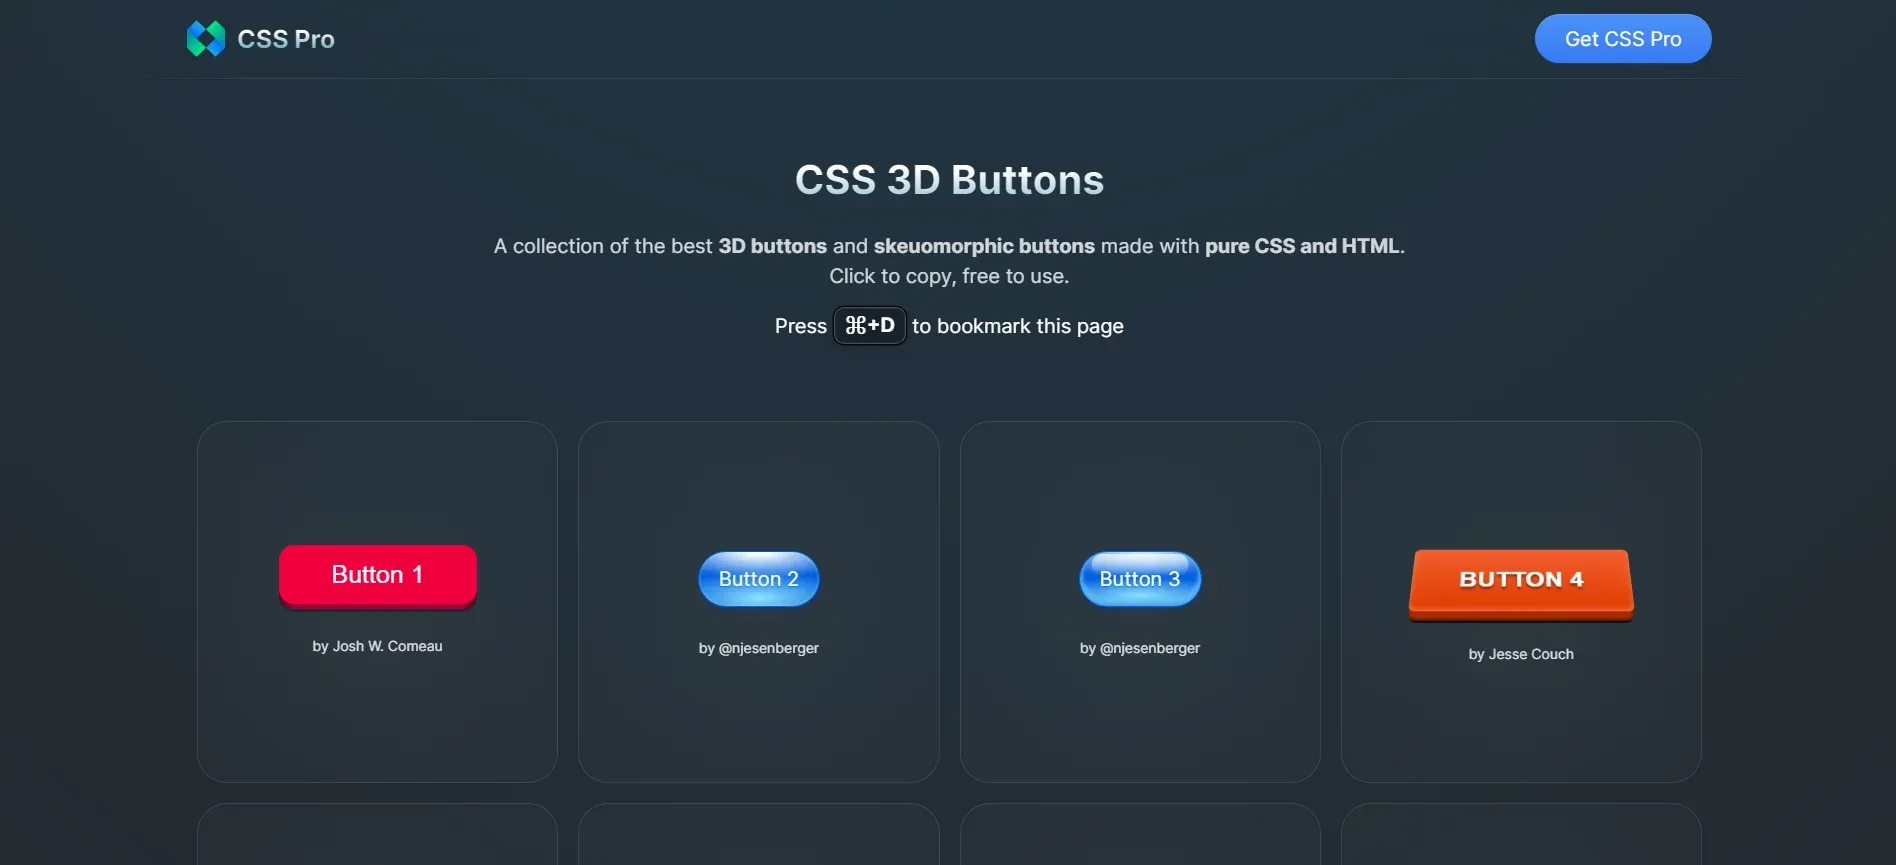 CSS Pro
Get CSS Pro
CSS 3D Buttons
A collection of the best 3D buttons and skeuomorphic buttons made with pure CSS and HTML.
Click to copy, free to use.
Press ⌘+D to bookmark this page
Button 1
Button 2
Button 3
BUTTON 4
by Josh W. Comeau
by @njesenberger
by @njesenberger
by Jesse Couch